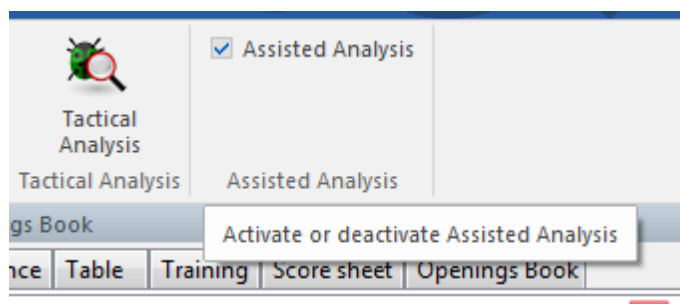 Assisted Analysis
Tactical
Analysis
Tactical Analysis
Assisted Analysis
gs Book
Activate or deactivate Assisted Analysis
nce
Table
Training
Score sheet
Openings Book